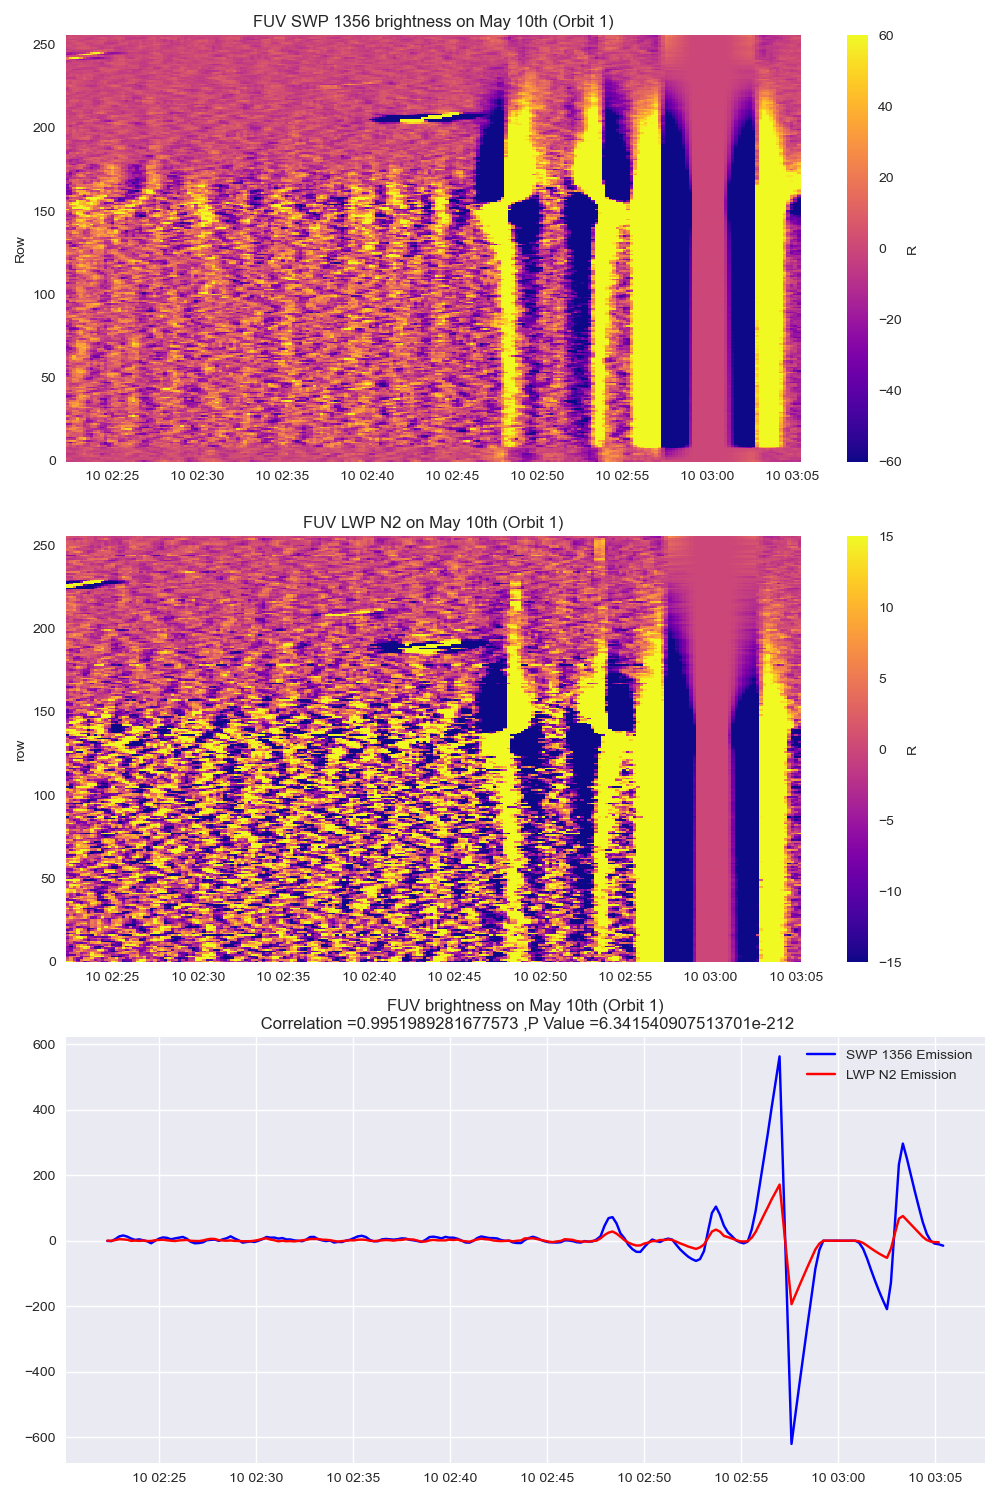 FUV SWP 1356 brightness on May 10th (Orbit 1)
250
200
150
100
50
0
Row
10 02:25 10 02:30 10 02:35 10 02:40 10 02:45 10 02:50 10 02:55 10 03:00 10 03:05
60
40
20
0
−20
−40
−60
R
FUV LWP N2 on May 10th (Orbit 1)
250
200
150
100
50
0
row
10 02:25 10 02:30 10 02:35 10 02:40 10 02:45 10 02:50 10 02:55 10 03:00 10 03:05
15
10
5
0
−5
−10
−15
R
FUV brightness on May 10th (Orbit 1)
Correlation =0.9951989281677573 ,P Value =6.341540907513701e-212
600
400
200
0
−200
−400
−600
SWP 1356 Emission
LWP N2 Emission
10 02:25 10 02:30 10 02:35 10 02:40 10 02:45 10 02:50 10 02:55 10 03:00 10 03:05